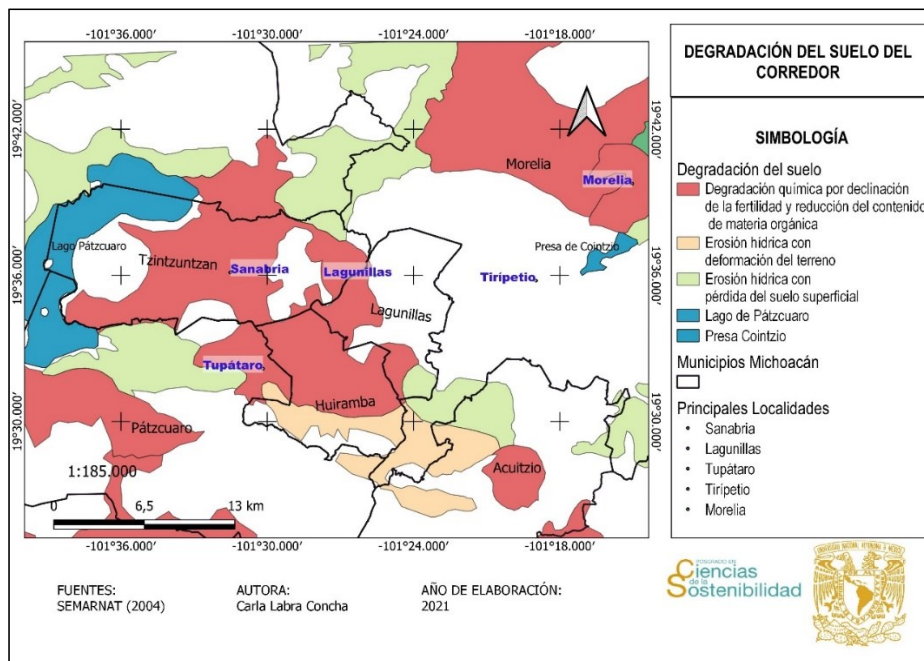 -101°36.000' -101°30.000' -101°24.000' -101°18.000'
19°42.000' 19°42.000'
Morelia
Morelia
Lago Pátzcuaro
Tzintzuntzan
Presa de Cointzio
19°36.000' 19°36.000'
Sanabria
Lagunillas
Tirípetio
Lagunillas
Tupátaro
Huiramba
19°30.000' 19°30.000'
Pátzcuaro
Acuitzio
1:185.000
0 6,5 13 km
-101°36.000' -101°30.000' -101°24.000' -101°18.000'
DEGRADACIÓN DEL SUELO DEL
CORREDOR
SIMBOLOGÍA
Degradación del suelo
Degradación química por declinación
de la fertilidad y reducción del contenido
de materia orgánica
Erosión hídrica con
deformación del terreno
Erosión hídrica con
pérdida del suelo superficial
Lago de Pátzcuaro
Presa Cointzio
Municipios Michoacán
Principales Localidades
Sanabria
Lagunillas
Tupátaro
Tirípetio
Morelia
FUENTES:
SEMARNAT (2004)
AUTORA:
Carla Labra Concha
AÑO DE ELABORACIÓN:
2021
POSGRADO EN
Ciencias
de la
Sostenibilidad